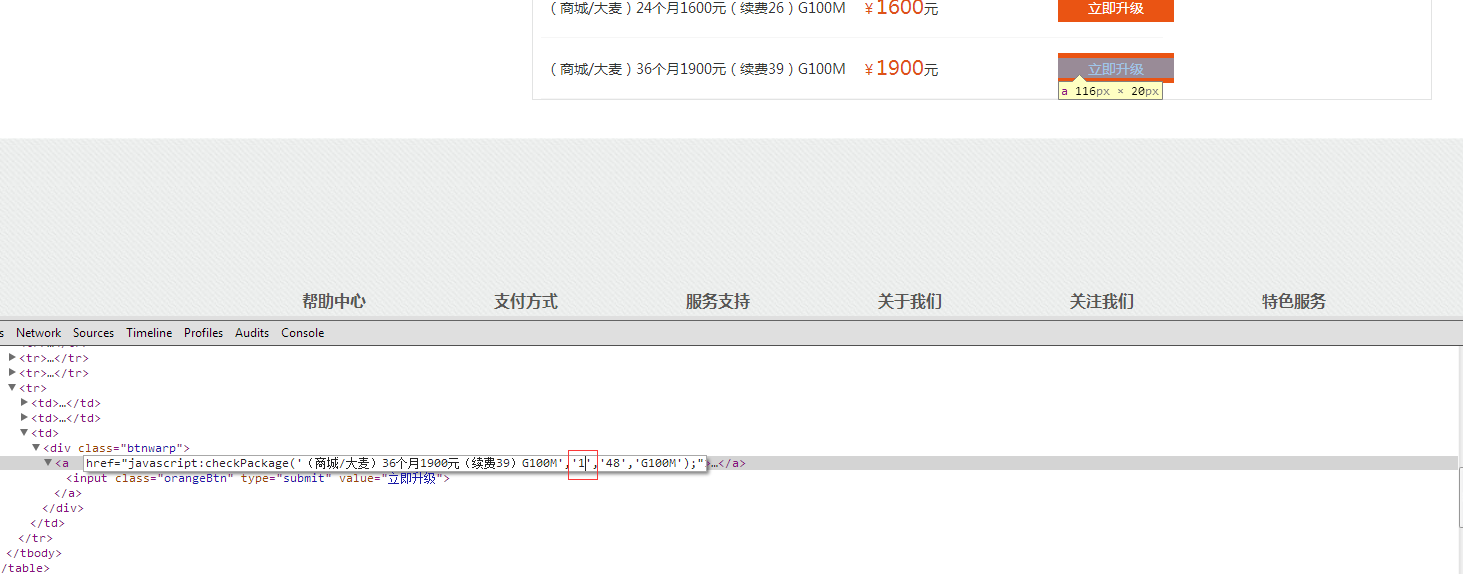 （商城/大麦）24个月1600元（续费26）G100M ￥1600元 立即升级
（商城/大麦）36个月1900元（续费39）G100M ￥1900元 立即升级
a 116px × 20px
帮助中心 支付方式 服务支持 关于我们 关注我们 特色服务
s Network Sources Timeline Profiles Audits Console
▶<tr>…</tr>
▶<tr>…</tr>
▼<tr>
▶<td>…</td>
▶<td>…</td>
▼<td>
▼<div class="btnwarp">
▼<a href="javascript:checkPackage('（商城/大麦）36个月1900元（续费39）G100M','1','48','G100M');">…</a>
<input class="orangeBtn" type="submit" value="立即升级">
</a>
</div>
</td>
</tr>
</tbody>
/table>